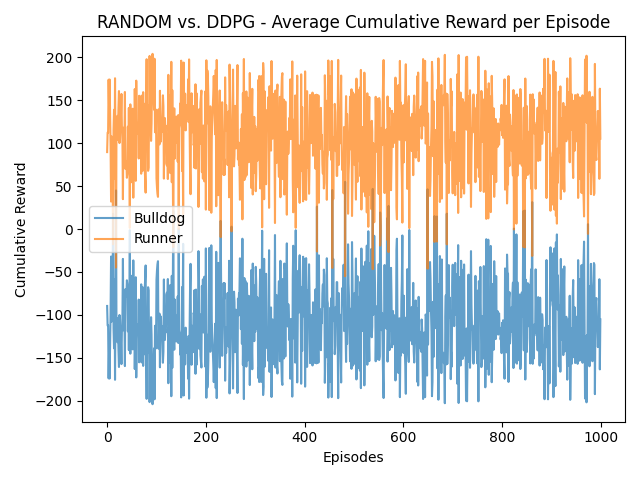 RANDOM vs. DDPG - Average Cumulative Reward per Episode
200
150
100
50
0
−50
−100
−150
−200
Cumulative Reward
Bulldog
Runner
0 200 400 600 800 1000
Episodes